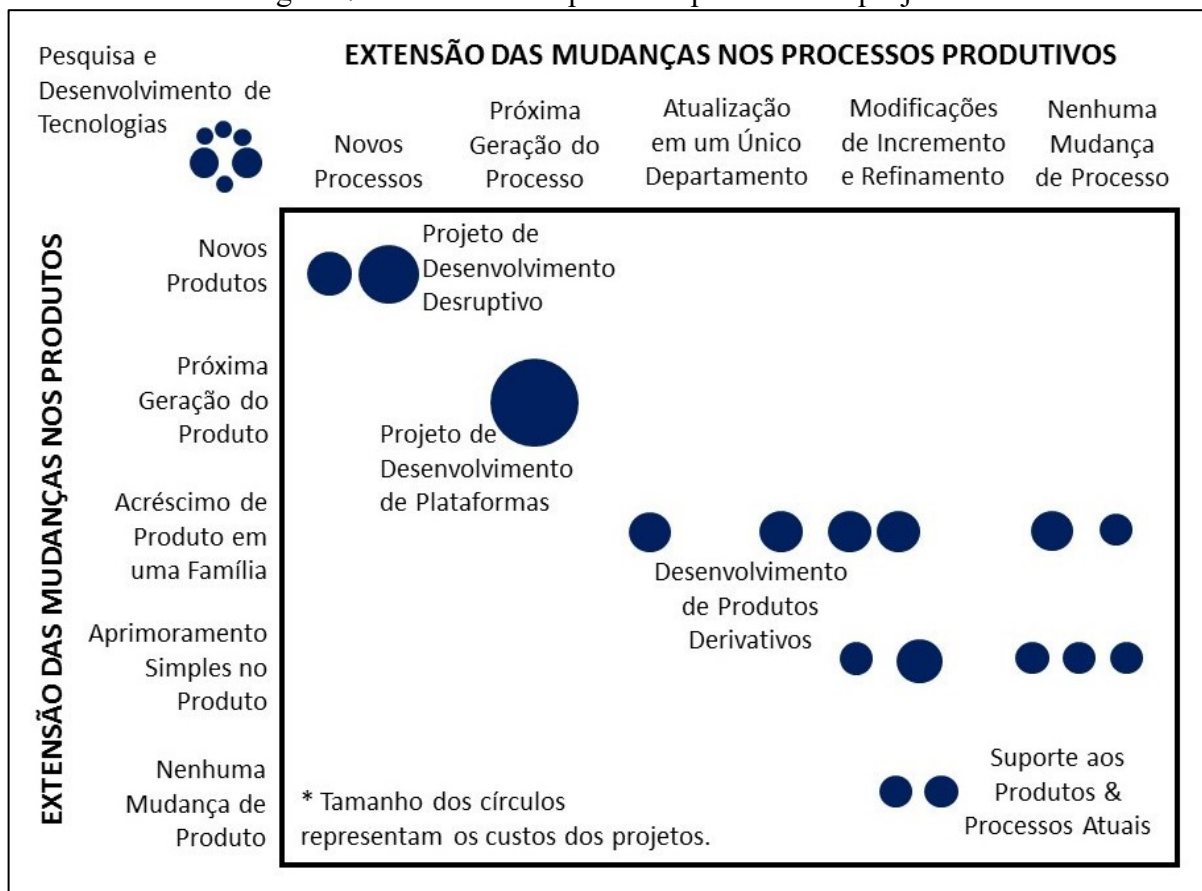 Pesquisa e
Desenvolvimento de
Tecnologias
EXTENSÃO DAS MUDANÇAS NOS PROCESSOS PRODUTIVOS
Novos
Processos
Próxima
Geração do
Processo
Atualização
em um Único
Departamento
Modificações
de Incremento
e Refinamento
Nenhuma
Mudança
de Processo
EXTENSÃO DAS MUDANÇAS NOS PRODUTOS
Novos
Produtos
Projeto de
Desenvolvimento
Desruptivo
Próxima
Geração do
Produto
Projeto de
Desenvolvimento
de Plataformas
Acréscimo de
Produto em
uma Família
Desenvolvimento
de Produtos
Derivativos
Aprimoramento
Simples no
Produto
Nenhuma
Mudança de
Produto
* Tamanho dos círculos
representam os custos dos projetos.
Suporte aos
Produtos &
Processos Atuais